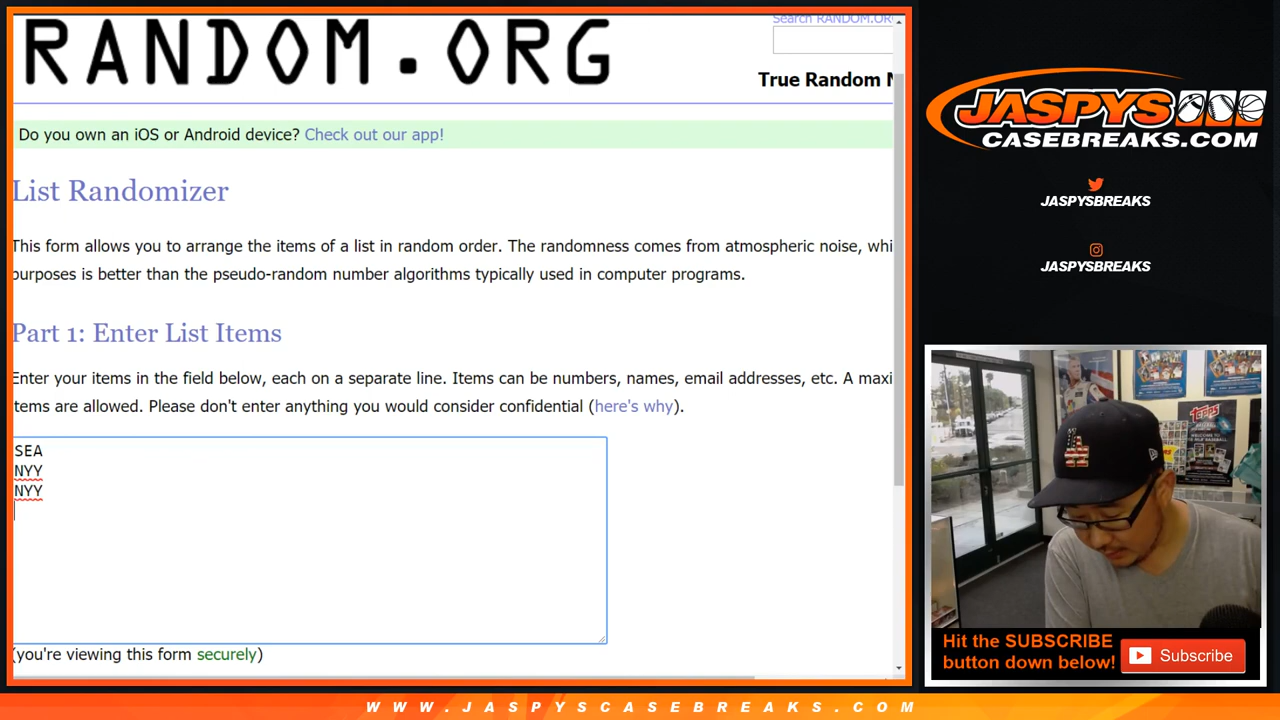 RANDOM.ORG
Search RANDOM.OR
True Random N
Do you own an iOS or Android device? Check out our app!
List Randomizer
This form allows you to arrange the items of a list in random order. The randomness comes from atmospheric noise, whi
purposes is better than the pseudo-random number algorithms typically used in computer programs.
Part 1: Enter List Items
Enter your items in the field below, each on a separate line. Items can be numbers, names, email addresses, etc. A maxi
items are allowed. Please don't enter anything you would consider confidential (here's why).
SEA
NYY
NYY
(you're viewing this form securely)
JASPYS
CASEBREAKS.COM
JASPYSBREAKS
JASPYSBREAKS
topps
Hit the SUBSCRIBE
button down below!
Subscribe
WWW.JASPYSCASEBREAKS.COM